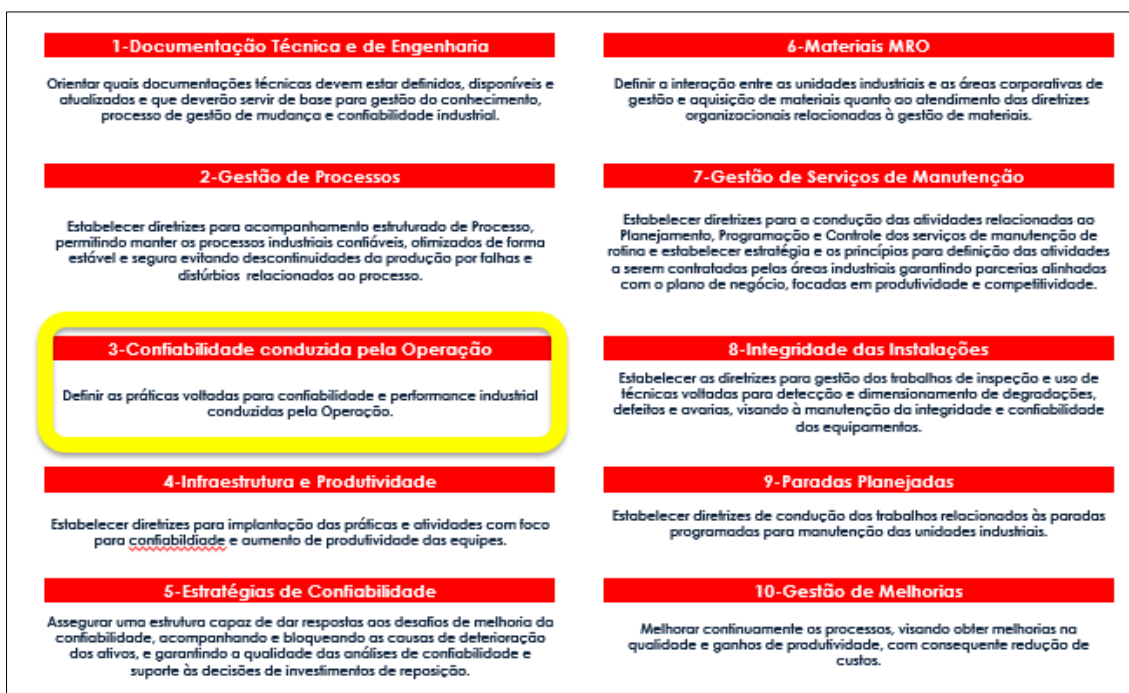 1-Documentação Técnica e de Engenharia
Orientar quais documentações técnicas devem estar definidos, disponíveis e
atualizados e que deverão servir de base para gestão do conhecimento,
processo de gestão de mudança e confiabilidade industrial.
2-Gestão de Processos
Estabelecer diretrizes para acompanhamento estruturado de Processo,
permitindo manter os processos industriais confiáveis, otimizados de forma
estável e segura evitando descontinuidades da produção por falhas e
distúrbios relacionados ao processo.
3-Confiabilidade conduzida pela Operação
Definir as práticas voltadas para confiabilidade e performance industrial
conduzidas pela Operação.
4-Infraestrutura e Produtividade
Estabelecer diretrizes para implantação das práticas e atividades com foco
para confiabildiade e aumento de produtividade das equipes.
5-Estratégias de Confiabilidade
Assegurar uma estrutura capaz de dar respostas aos desafios de melhoria da
confiabilidade, acompanhando e bloqueando as causas de deterioração
dos ativos, e garantindo a qualidade das análises de confiabilidade e
suporte às decisões de investimentos de reposição.
6-Materiais MRO
Definir a interação entre as unidades industriais e as áreas corporativas de
gestão e aquisição de materiais quanto ao atendimento das diretrizes
organizacionais relacionadas à gestão de materiais.
7-Gestão de Serviços de Manutenção
Estabelecer diretrizes para a condução das atividades relacionadas ao
Planejamento, Programação e Controle dos serviços de manutenção de
rotina e estabelecer estratégia e os princípios para definição das atividades
a serem contratadas pelas áreas industriais garantindo parcerias alinhadas
com o plano de negócio, focadas em produtividade e competitividade.
8-Integridade das Instalações
Estabelecer as diretrizes para gestão dos trabalhos de inspeção e uso de
técnicas voltadas para detecção e dimensionamento de degradações,
defeitos e avarias, visando à manutenção da integridade e confiabilidade
dos equipamentos.
9-Paradas Planejadas
Estabelecer diretrizes de condução dos trabalhos relacionados às paradas
programadas para manutenção das unidades industriais.
10-Gestão de Melhorias
Melhorar continuamente os processos, visando obter melhorias na
qualidade e ganhos de produtividade, com consequente redução de
custos.